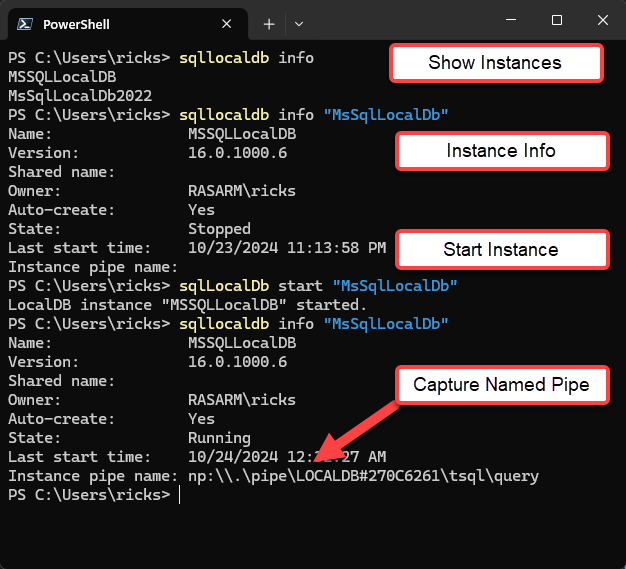 PowerShell
PS C:\Users\ricks> sqllocaldb info
Show Instances
MSSQLLocalDB
MsSqlLocalDb2022
PS C:\Users\ricks> sqllocaldb info "MsSqlLocalDb"
Name: MSSQLLocalDB
Instance Info
Version: 16.0.1000.6
Shared name:
Owner: RASARM\ricks
Auto-create: Yes
State: Stopped
Last start time: 10/23/2024 11:13:58 PM
Start Instance
Instance pipe name:
PS C:\Users\ricks> sqlLocalDb start "MsSqlLocalDb"
LocalDB instance "MSSQLLocalDB" started.
PS C:\Users\ricks> sqllocaldb info "MsSqlLocalDb"
Name: MSSQLLocalDB
Version: 16.0.1000.6
Shared name:
Capture Named Pipe
Owner: RASARM\ricks
Auto-create: Yes
State: Running
Last start time: 10/24/2024 AM
Instance pipe name: np:\\.\pipe\LOCALDB#270C6261\tsql\query
PS C:\Users\ricks>